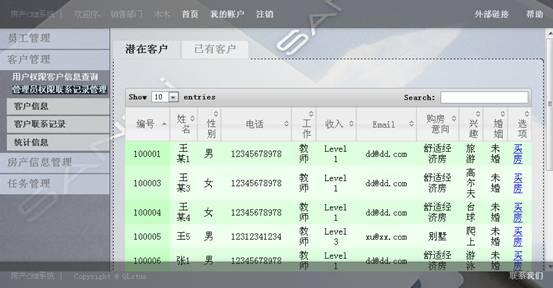 房产CRM系统 | 欢迎你, 销售部门 木木 首页 我的账户 注销 外部链接 帮助
员工管理
客户管理
用户权限客户信息查询
管理员权限联系记录管理
客户信息
客户联系记录
统计信息
房产信息管理
任务管理
潜在客户 已有客户
Show 10 entries Search:
编号 姓名 性别 电话 工作 收入 Email 购房意向 兴趣 婚姻 选项
100001 王某1 男 12345678978 教师 Level 1 dd@dd.com 舒适经济房 旅游 未婚 买房
100003 王某3 女 12345678978 教师 Level 1 dd@dd.com 舒适经济房 高尔夫 未婚 买房
100004 王某4 女 12345678978 教师 Level 1 dd@dd.com 舒适经济房 台球 未婚 买房
100005 王5 男 12312341234 教师 Level 3 xu@xx.com 别墅 爬上 未婚 买房
100006 张1 男 12345678978 教师 Level 1 dd@dd.com 舒适经济房 游泳 未婚 买房
房产CRM系统 | Copyright © QLotus 联系我们